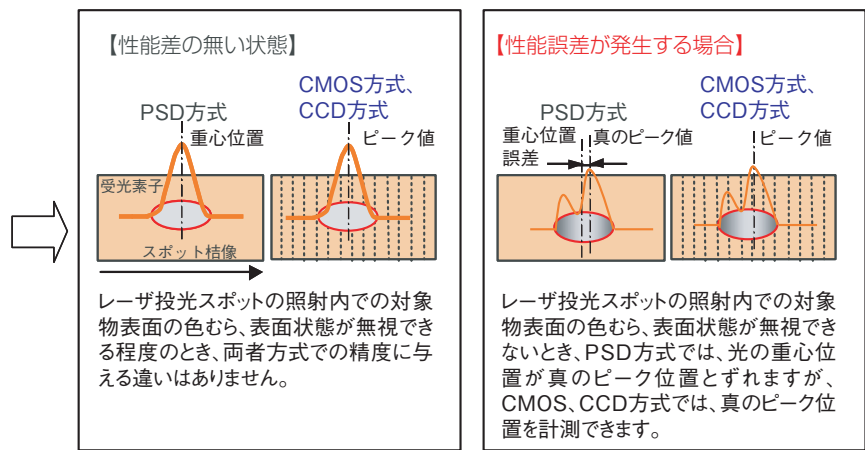 【性能差の無い状態】
PSD方式
CMOS方式、
CCD方式
重心位置
ピーク値
受光素子
スポット桔像
レーザ投光スポットの照射内での対象
物表面の色むら、表面状態が無視でき
る程度のとき、両者方式での精度に与
える違いはありません。
【性能誤差が発生する場合】
PSD方式
CMOS方式、
CCD方式
重心位置
真のピーク値
誤差
ピーク値
レーザ投光スポットの照射内での対象
物表面の色むら、表面状態が無視でき
ないとき、PSD方式では、光の重心位
置が真のピーク位置とずれますが、
CMOS、CCD方式では、真のピーク位
置を計測できます。